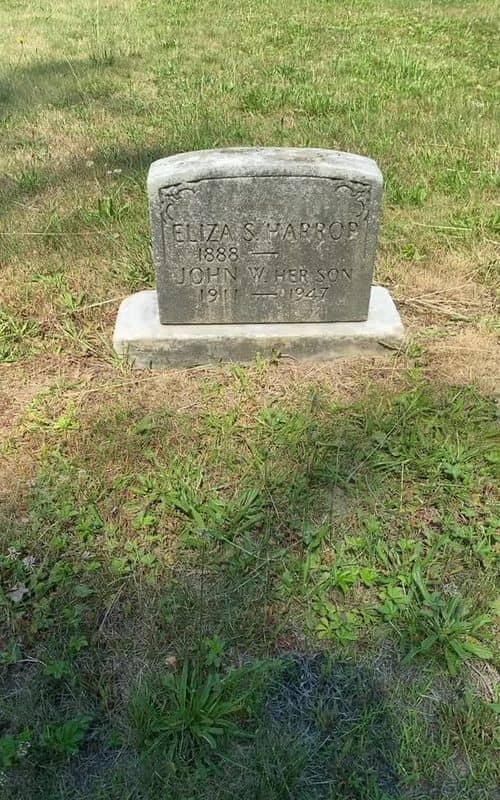 ELIZA S. HARROP
1888 —
JOHN W. HER SON
1911 — 1947